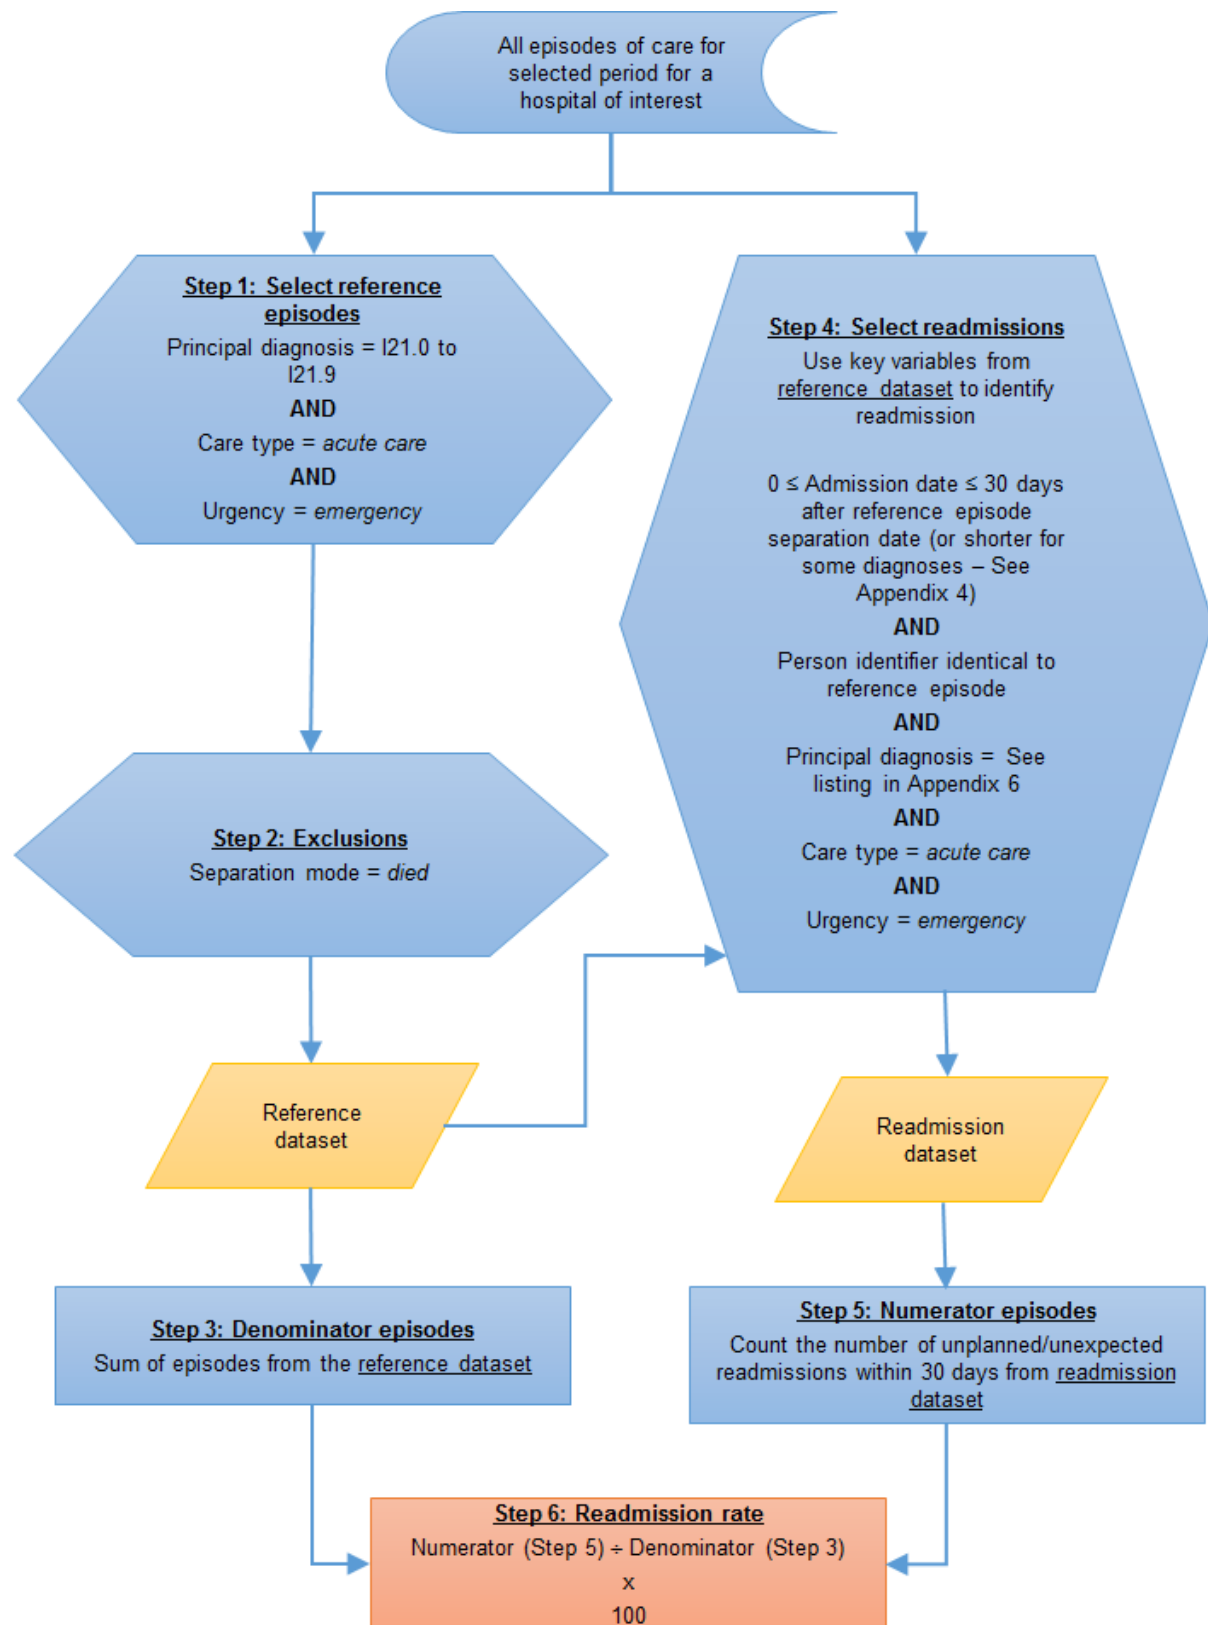 All episodes of care for
selected period for a
hospital of interest
Step 1: Select reference
episodes
Principal diagnosis = I21.0 to
I21.9
AND
Care type = acute care
AND
Urgency = emergency
Step 2: Exclusions
Separation mode = died
Reference
dataset
Step 3: Denominator episodes
Sum of episodes from the reference dataset
Step 4: Select readmissions
Use key variables from
reference dataset to identify
readmission
0 ≤ Admission date ≤ 30 days
after reference episode
separation date (or shorter for
some diagnoses – See
Appendix 4)
AND
Person identifier identical to
reference episode
AND
Principal diagnosis = See
listing in Appendix 6
AND
Care type = acute care
AND
Urgency = emergency
Readmission
dataset
Step 5: Numerator episodes
Count the number of unplanned/unexpected
readmissions within 30 days from readmission
dataset
Step 6: Readmission rate
Numerator (Step 5) ÷ Denominator (Step 3)
x
100